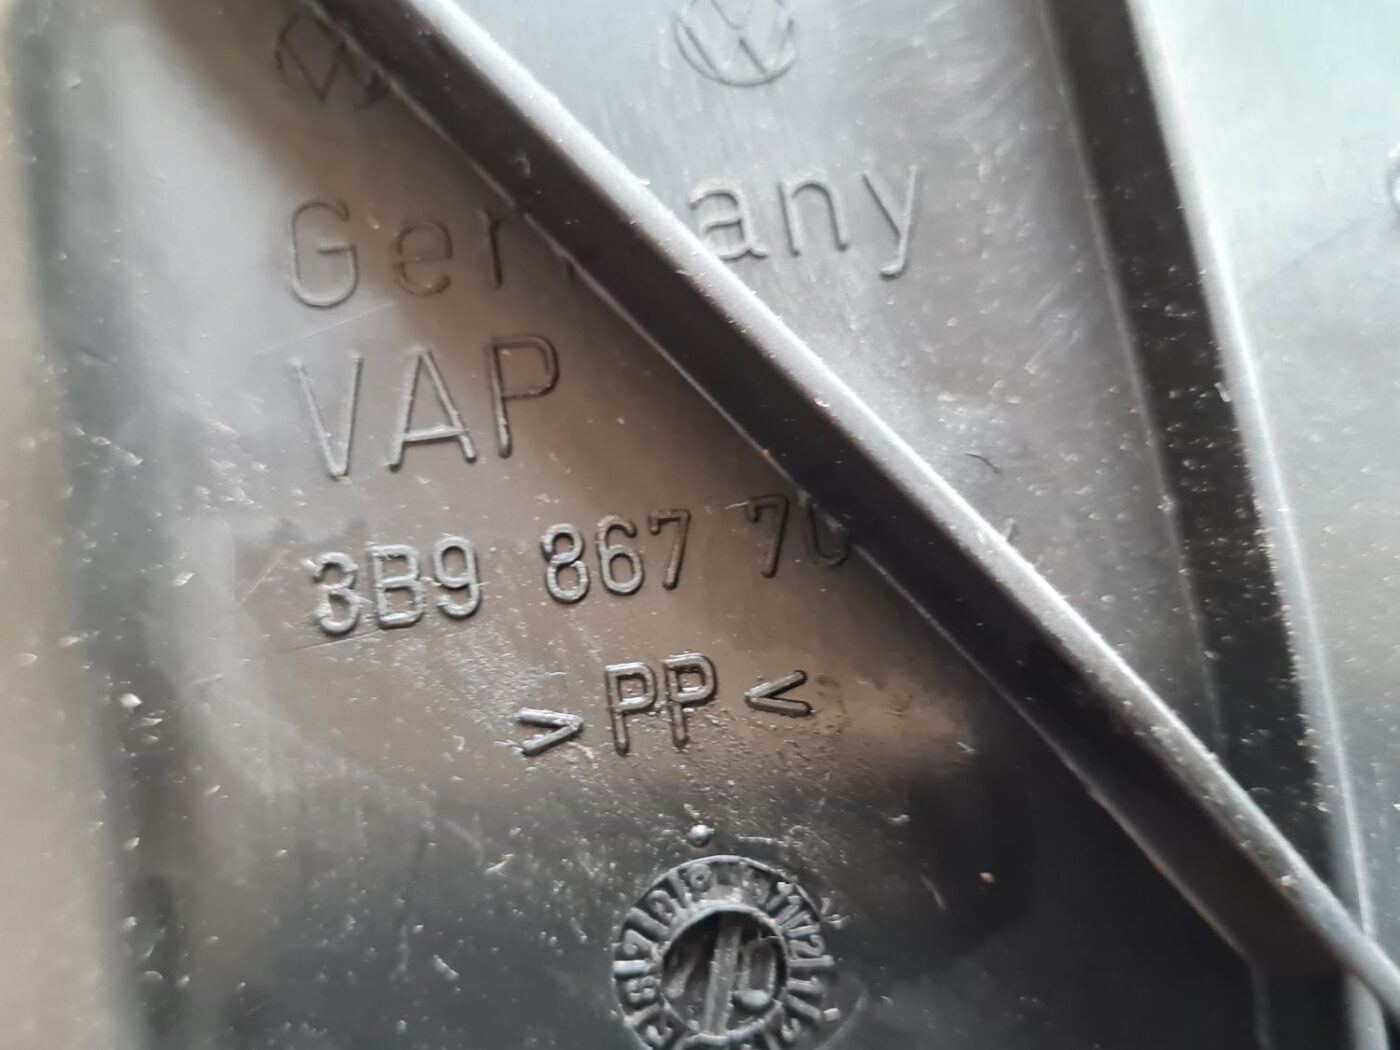 Germany
VAP
3B9 867 70
>PP<